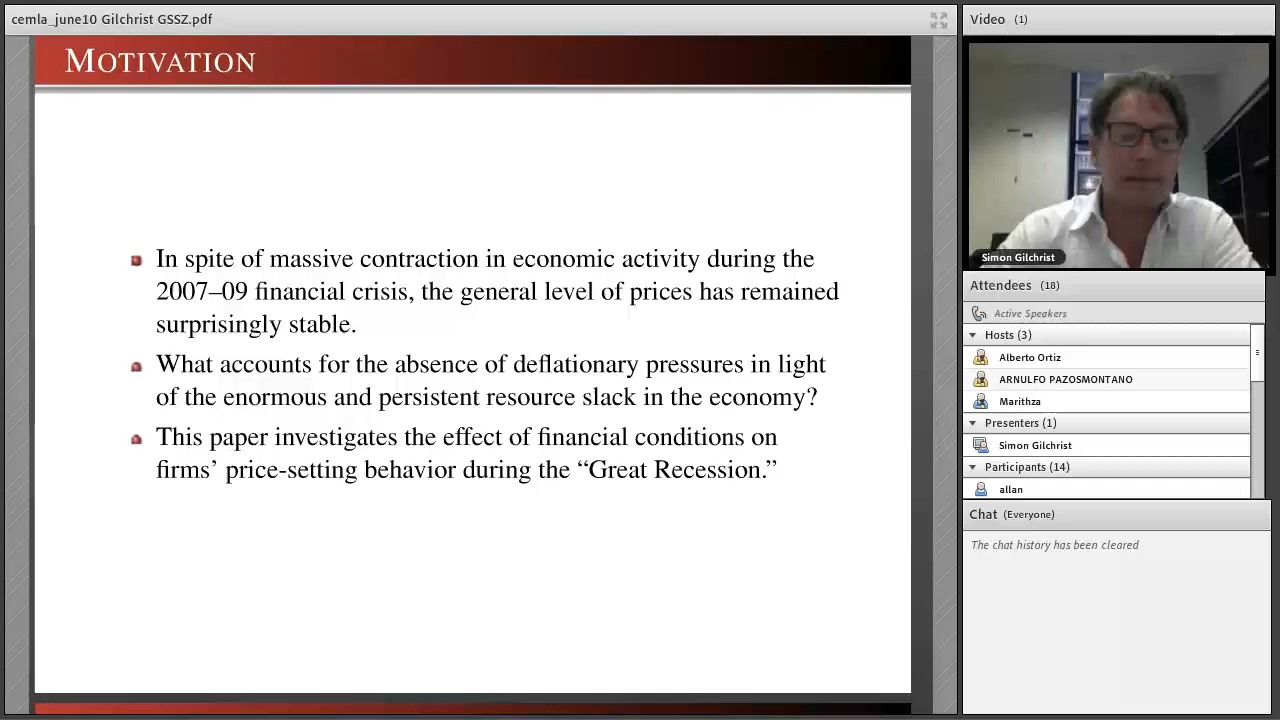 cemla_june10 Gilchrist GSSZ.pdf
MOTIVATION
In spite of massive contraction in economic activity during the
2007–09 financial crisis, the general level of prices has remained
surprisingly stable.
What accounts for the absence of deflationary pressures in light
of the enormous and persistent resource slack in the economy?
This paper investigates the effect of financial conditions on
firms’ price-setting behavior during the “Great Recession.”
Video (1)
Simon Gilchrist
Attendees (18)
Active Speakers
Hosts (3)
Alberto Ortiz
ARNULFO PAZOSMONTANO
Marithza
Presenters (1)
Simon Gilchrist
Participants (14)
allan
Chat (Everyone)
The chat history has been cleared